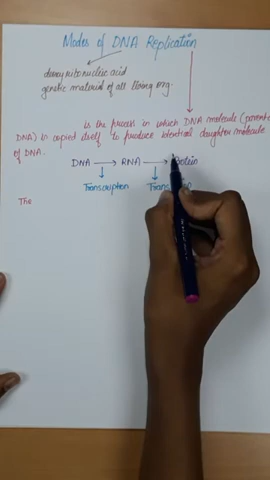 Modes of DNA Replication
deoxyribonucleic acid
genetic material of all living org.
is the process in which DNA molecule (parental
DNA) is copied itself to produce identical daughter molecule
of DNA.
DNA → RNA → Protein
Transcription
The